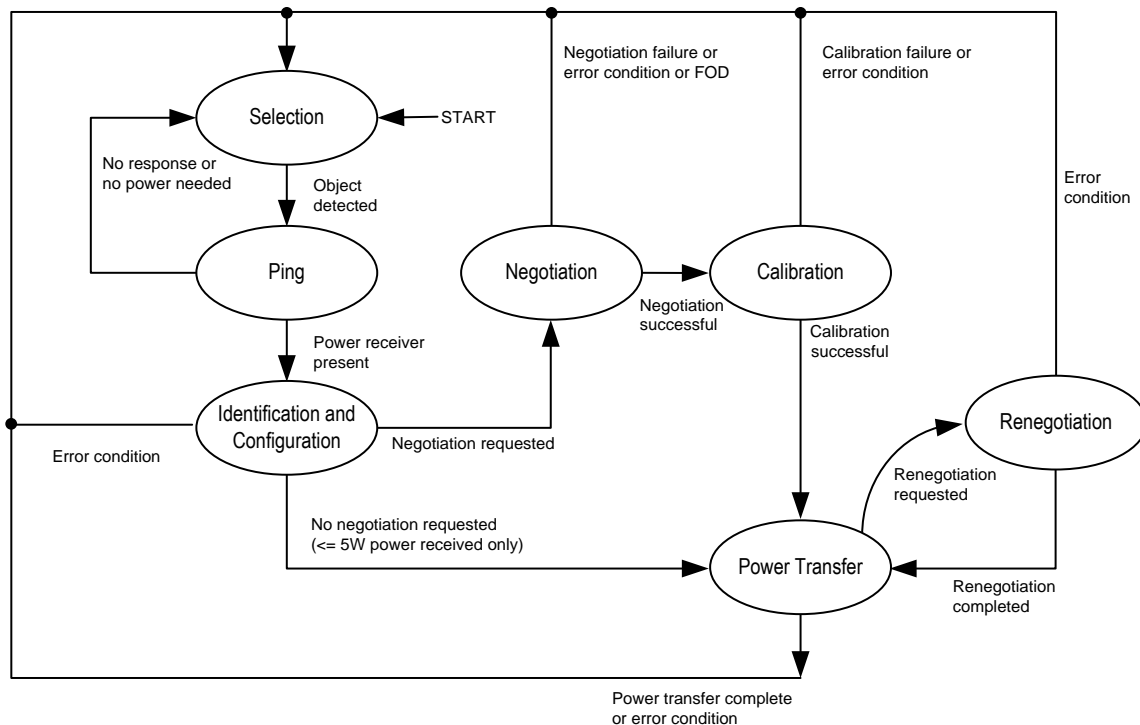 Negotiation failure or
error condition or FOD
Calibration failure or
error condition
Selection
START
No response or
no power needed
Object
detected
Error
condition
Ping
Negotiation
Calibration
Negotiation
successful
Power receiver
present
Calibration
successful
Identification and
Configuration
Renegotiation
Error condition
Negotiation requested
Renegotiation
requested
No negotiation requested
(<= 5W power received only)
Power Transfer
Renegotiation
completed
Power transfer complete
or error condition